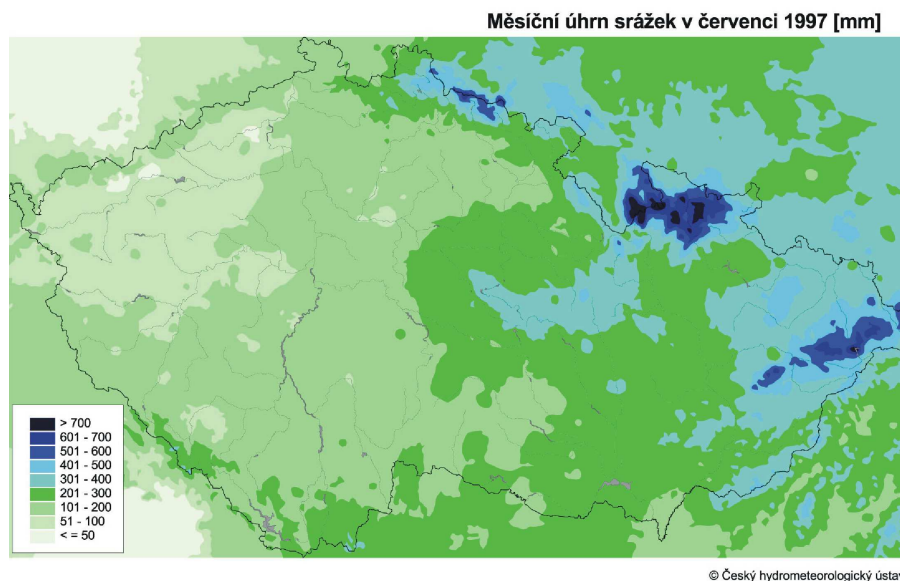 Měsíční úhrn srážek v červenci 1997 [mm]
> 700
601 - 700
501 - 600
401 - 500
301 - 400
201 - 300
101 - 200
51 - 100
< = 50
© Český hydrometeorologický ústav